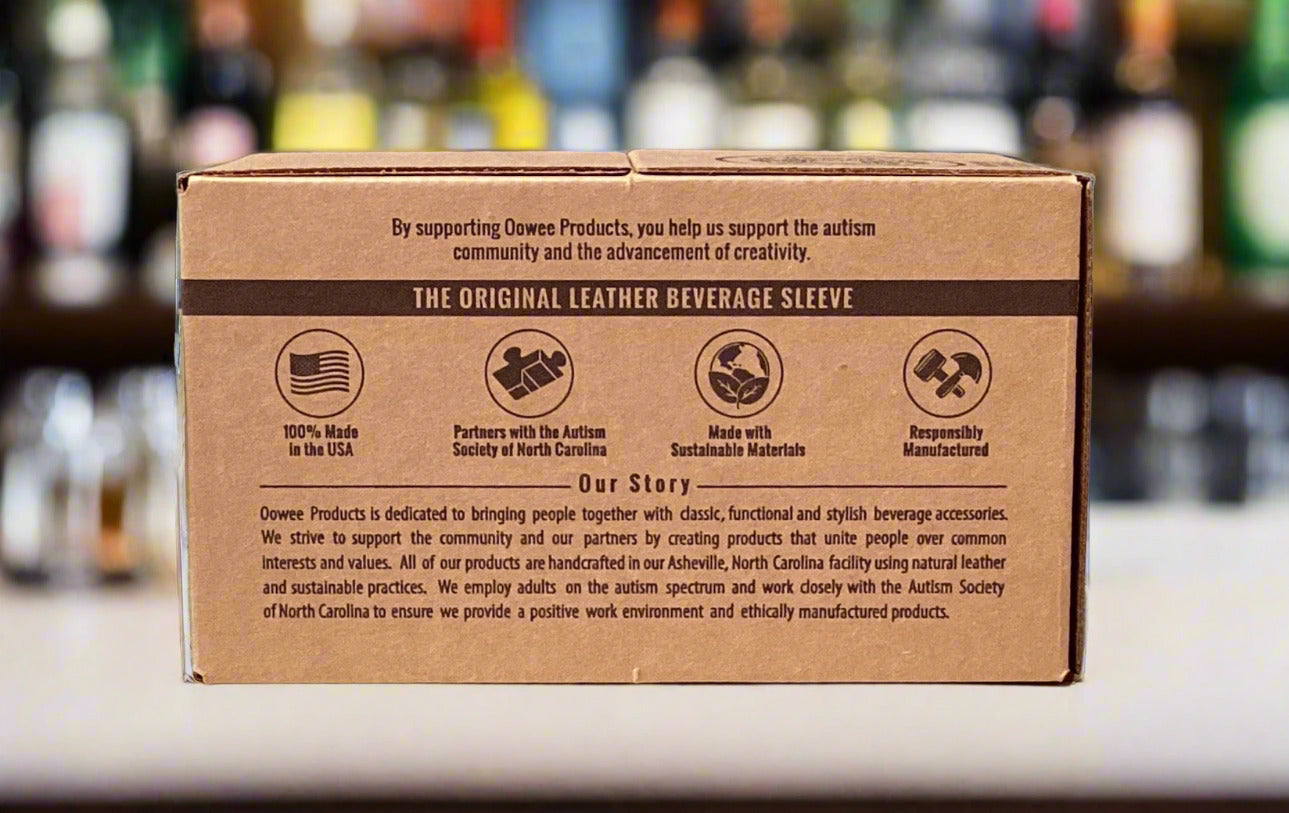 By supporting Oowee Products, you help us support the autism
community and the advancement of creativity.
THE ORIGINAL LEATHER BEVERAGE SLEEVE
100% Made
in the USA
Partners with the Autism
Society of North Carolina
Made with
Sustainable Materials
Responsibly
Manufactured
Our Story
Oowee Products is dedicated to bringing people together with classic, functional and stylish beverage accessories.
We strive to support the community and our partners by creating products that unite people over common
interests and values. All of our products are handcrafted in our Asheville, North Carolina facility using natural leather
and sustainable practices. We employ adults on the autism spectrum and work closely with the Autism Society
of North Carolina to ensure we provide a positive work environment and ethically manufactured products.